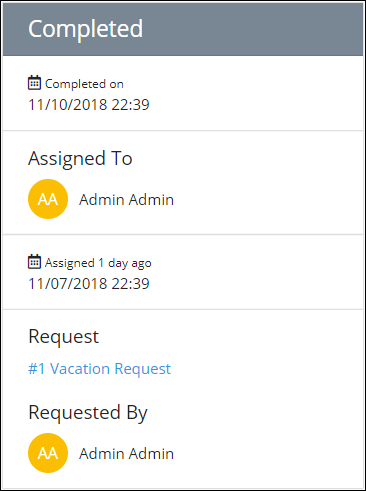 Completed
Completed on
11/10/2018 22:39
Assigned To
AA Admin Admin
Assigned 1 day ago
11/07/2018 22:39
Request
#1 Vacation Request
Requested By
AA Admin Admin